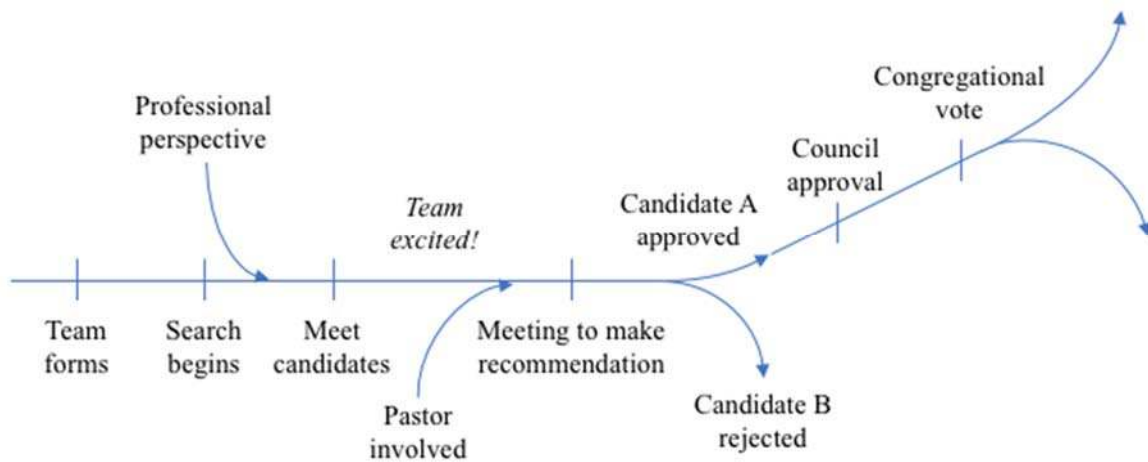 Professional
perspective
Team
excited!
Candidate A
approved
Council
approval
Congregational
vote
Team
forms
Search
begins
Meet
candidates
Pastor
involved
Meeting to make
recommendation
Candidate B
rejected